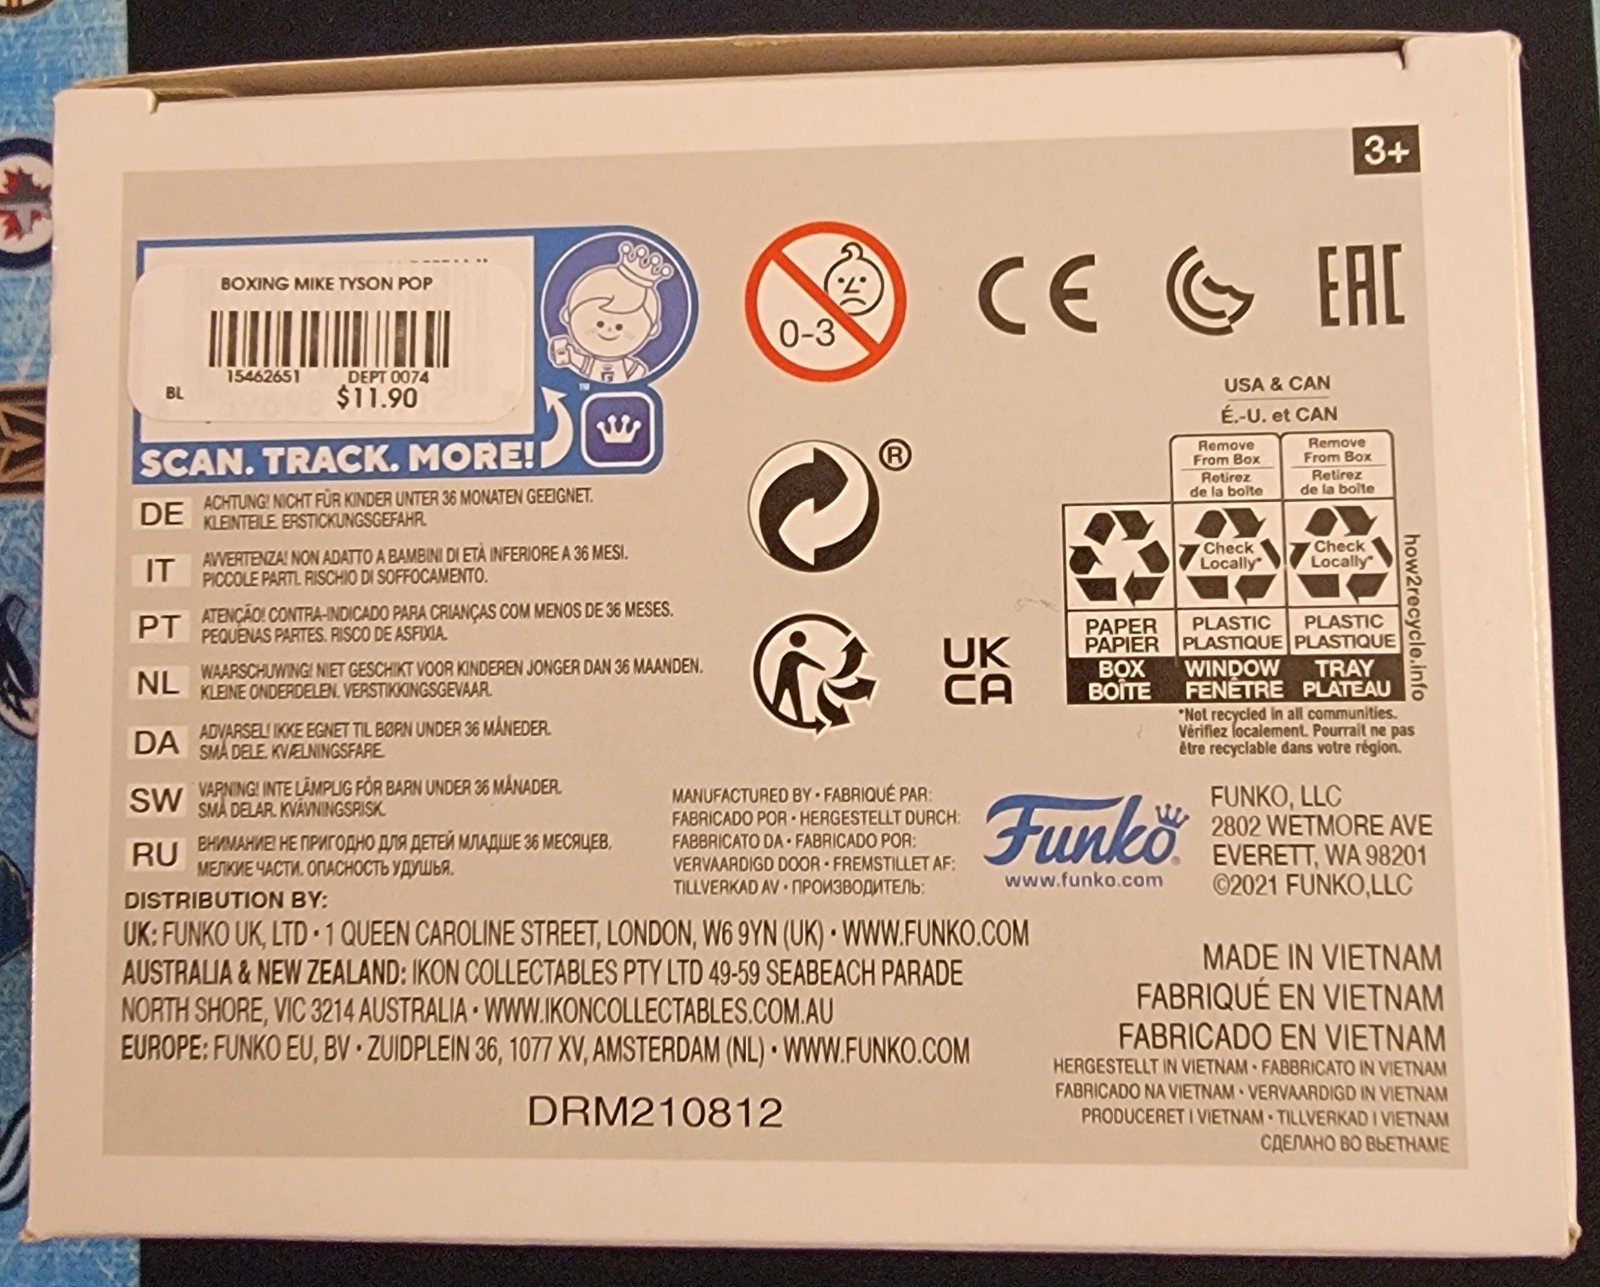 3+
BOXING MIKE TYSON POP
15462651 DEPT 0074
BL $11.90
SCAN. TRACK. MORE!
™
0-3
CE
EAC
®
UK
CA
USA & CAN
É.-U. et CAN
Remove From Box
Retirez de la boîte
Remove From Box
Retirez de la boîte
Check Locally*
Check Locally*
PAPER
PAPIER
BOX
BOÎTE
PLASTIC
PLASTIQUE
WINDOW
FENÊTRE
PLASTIC
PLASTIQUE
TRAY
PLATEAU
how2recycle.info
*Not recycled in all communities.
Vérifiez localement. Pourrait ne pas
être recyclable dans votre région.
DE ACHTUNG! NICHT FÜR KINDER UNTER 36 MONATEN GEEIGNET.
KLEINTEILE. ERSTICKUNGSGEFAHR.
IT AVVERTENZA! NON ADATTO A BAMBINI DI ETÀ INFERIORE A 36 MESI.
PICCOLE PARTI. RISCHIO DI SOFFOCAMENTO.
PT ATENÇÃO! CONTRA-INDICADO PARA CRIANÇAS COM MENOS DE 36 MESES.
PEQUENAS PARTES. RISCO DE ASFIXIA.
NL WAARSCHUWING! NIET GESCHIKT VOOR KINDEREN JONGER DAN 36 MAANDEN.
KLEINE ONDERDELEN. VERSTIKKINGSGEVAAR.
DA ADVARSEL! IKKE EGNET TIL BØRN UNDER 36 MÅNEDER.
SMÅ DELE. KVÆLNINGSFARE.
SW VARNING! INTE LÄMPLIG FÖR BARN UNDER 36 MÅNADER.
SMÅ DELAR. KVÄVNINGSRISK.
RU ВНИМАНИЕ! НЕ ПРИГОДНО ДЛЯ ДЕТЕЙ МЛАДШЕ 36 МЕСЯЦЕВ.
МЕЛКИЕ ЧАСТИ. ОПАСНОСТЬ УДУШЬЯ.
MANUFACTURED BY • FABRIQUÉ PAR:
FABRICADO POR • HERGESTELLT DURCH:
FABBRICATO DA • FABRICADO POR:
VERVAARDIGD DOOR • FREMSTILLET AF:
TILLVERKAD AV • ПРОИЗВОДИТЕЛЬ:
Funko®
www.funko.com
FUNKO, LLC
2802 WETMORE AVE
EVERETT, WA 98201
©2021 FUNKO,LLC
DISTRIBUTION BY:
UK: FUNKO UK, LTD • 1 QUEEN CAROLINE STREET, LONDON, W6 9YN (UK) • WWW.FUNKO.COM
AUSTRALIA & NEW ZEALAND: IKON COLLECTABLES PTY LTD 49-59 SEABEACH PARADE
NORTH SHORE, VIC 3214 AUSTRALIA • WWW.IKONCOLLECTABLES.COM.AU
EUROPE: FUNKO EU, BV • ZUIDPLEIN 36, 1077 XV, AMSTERDAM (NL) • WWW.FUNKO.COM
DRM210812
MADE IN VIETNAM
FABRIQUÉ EN VIETNAM
FABRICADO EN VIETNAM
HERGESTELLT IN VIETNAM • FABBRICATO IN VIETNAM
FABRICADO NA VIETNAM • VERVAARDIGD IN VIETNAM
PRODUCERET I VIETNAM • TILLVERKAD I VIETNAM
СДЕЛАНО ВО ВЬЕТНАМЕ